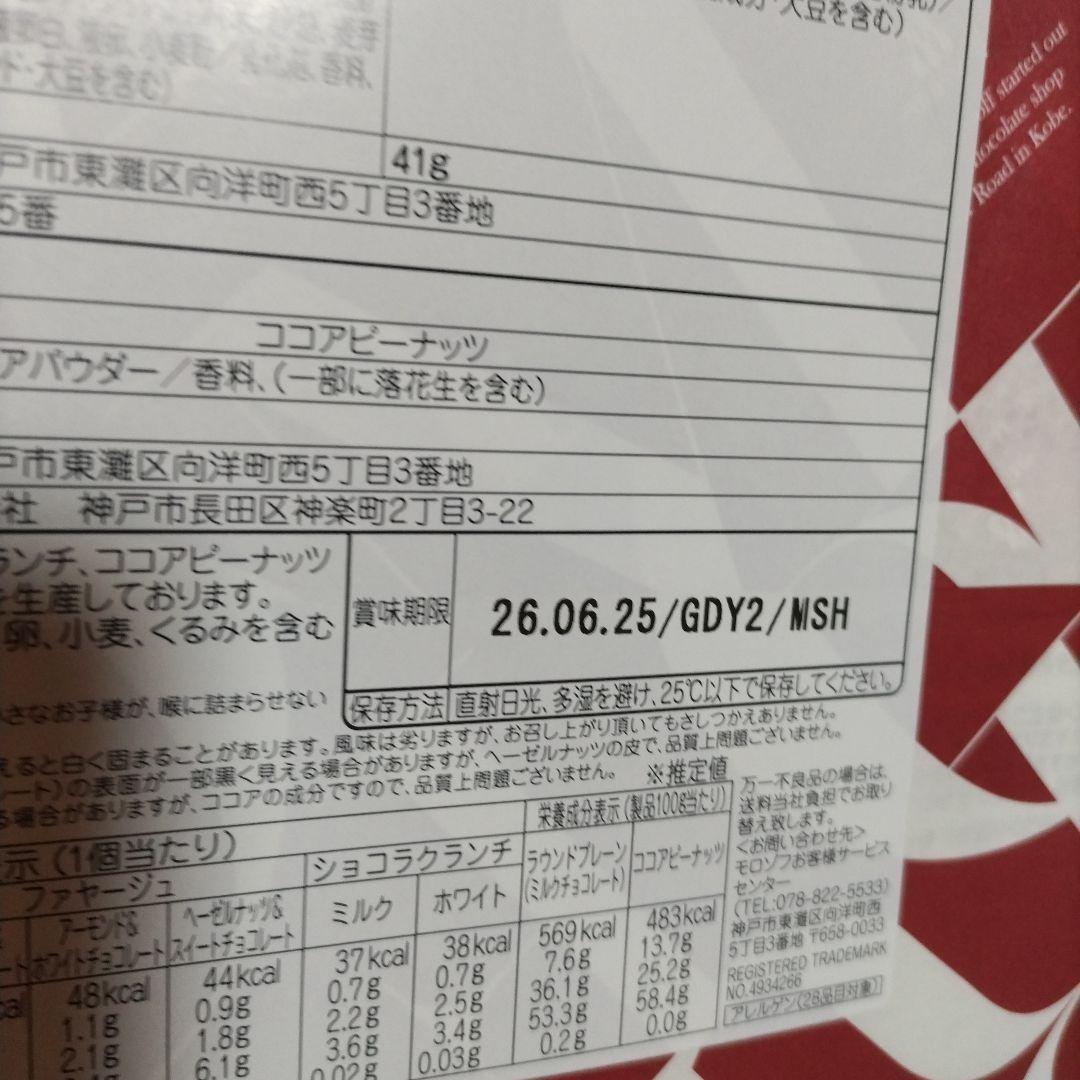 大豆を含む)
ド・大豆を含む)
41g
戸市東灘区向洋町西5丁目3番地
5番
ココアピーナッツ
アパウダー/香料、(一部に落花生を含む)
戸市東灘区向洋町西5丁目3番地
社 神戸市長田区神楽町2丁目3-22
ランチ、ココアピーナッツ
を生産しております。
卵、小麦、くるみを含む
賞味期限
26.06.25/GDY2/MSH
さなお子様が、喉に詰まらせない
保存方法 直射日光、多湿を避け、25℃以下で保存してください。
えると白く固まることがあります。風味は劣りますが、お召し上がり頂いてもさしつかえありません。
ート)の表面が一部黒く見える場合がありますが、ヘーゼルナッツの皮で、品質上問題ございません。
る場合がありますが、ココアの成分ですので、品質上問題ございません。
※推定値
示(1個当たり)
栄養成分表示(製品100g当たり)
ファヤージュ
ショコラクランチ
ラウンドプレーン
(ミルクチョコレート)
ココアピーナッツ
アーモンド&
ホワイトチョコレート
ヘーゼルナッツ&
スイートチョコレート
ミルク
ホワイト
48kcal 44kcal 37kcal 38kcal 569kcal 483kcal
1.1g 0.9g 0.7g 0.7g 7.6g 13.7g
2.1g 1.8g 2.2g 2.5g 36.1g 25.2g
6.1g 3.6g 3.4g 53.3g 58.4g
0.02g 0.03g 0.2g 0.0g
万一不良品の場合は、
送料当社負担でお取り
替え致します。
<お問い合わせ先>
モロゾフお客様サービス
センター
(TEL:078-822-5533)
神戸市東灘区向洋町西
5丁目3番地 〒658-0033
REGISTERED TRADEMARK
NO.4934266
アレルゲン(28品目対象)
started out
chocolate shop
Road in Kobe.